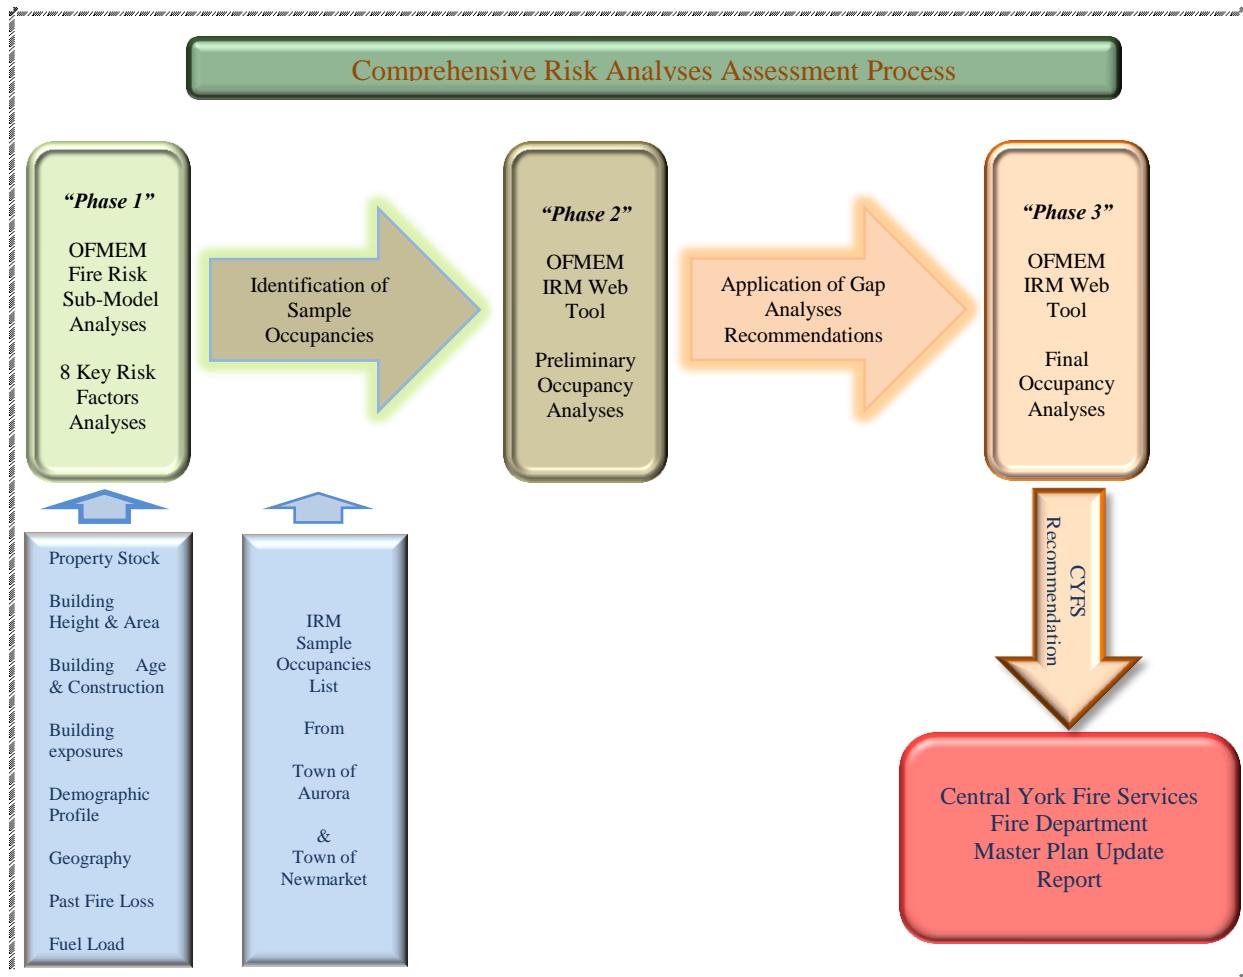 Comprehensive Risk Analyses Assessment Process
“Phase 1”
OFMEM
Fire Risk
Sub-Model
Analyses
8 Key Risk
Factors
Analyses
Identification of
Sample
Occupancies
“Phase 2”
OFMEM
IRM Web
Tool
Preliminary
Occupancy
Analyses
Application of Gap
Analyses
Recommendations
“Phase 3”
OFMEM
IRM Web
Tool
Final
Occupancy
Analyses
Property Stock
Building
Height & Area
Building Age
& Construction
Building
exposures
Demographic
Profile
Geography
Past Fire Loss
Fuel Load
IRM
Sample
Occupancies
List
From
Town of
Aurora
&
Town of
Newmarket
CYFS
Recommendation
Central York Fire Services
Fire Department
Master Plan Update
Report